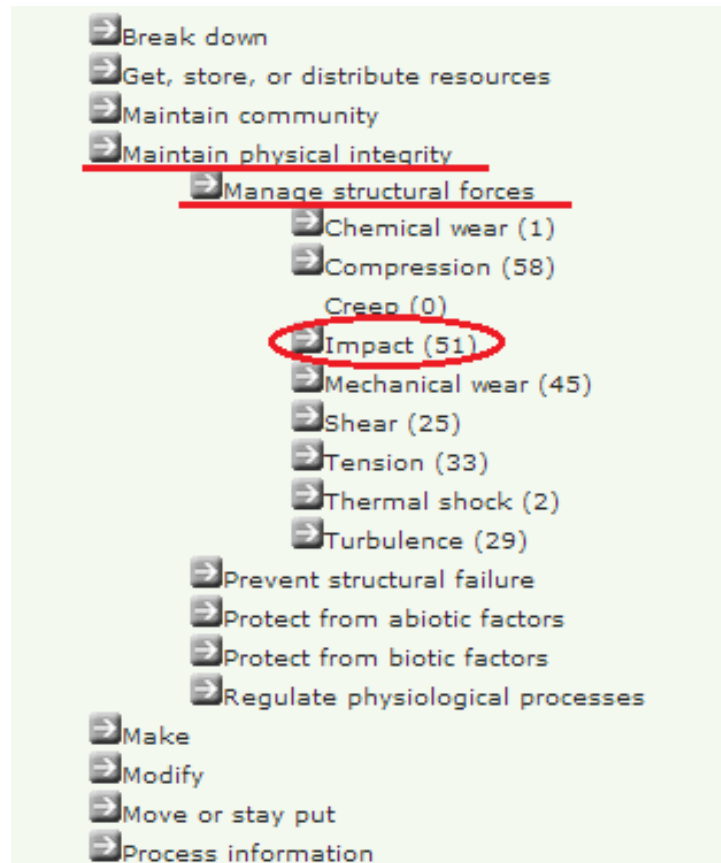 Break down
Get, store, or distribute resources
Maintain community
Maintain physical integrity
Manage structural forces
Chemical wear (1)
Compression (58)
Creep (0)
Impact (51)
Mechanical wear (45)
Shear (25)
Tension (33)
Thermal shock (2)
Turbulence (29)
Prevent structural failure
Protect from abiotic factors
Protect from biotic factors
Regulate physiological processes
Make
Modify
Move or stay put
Process information